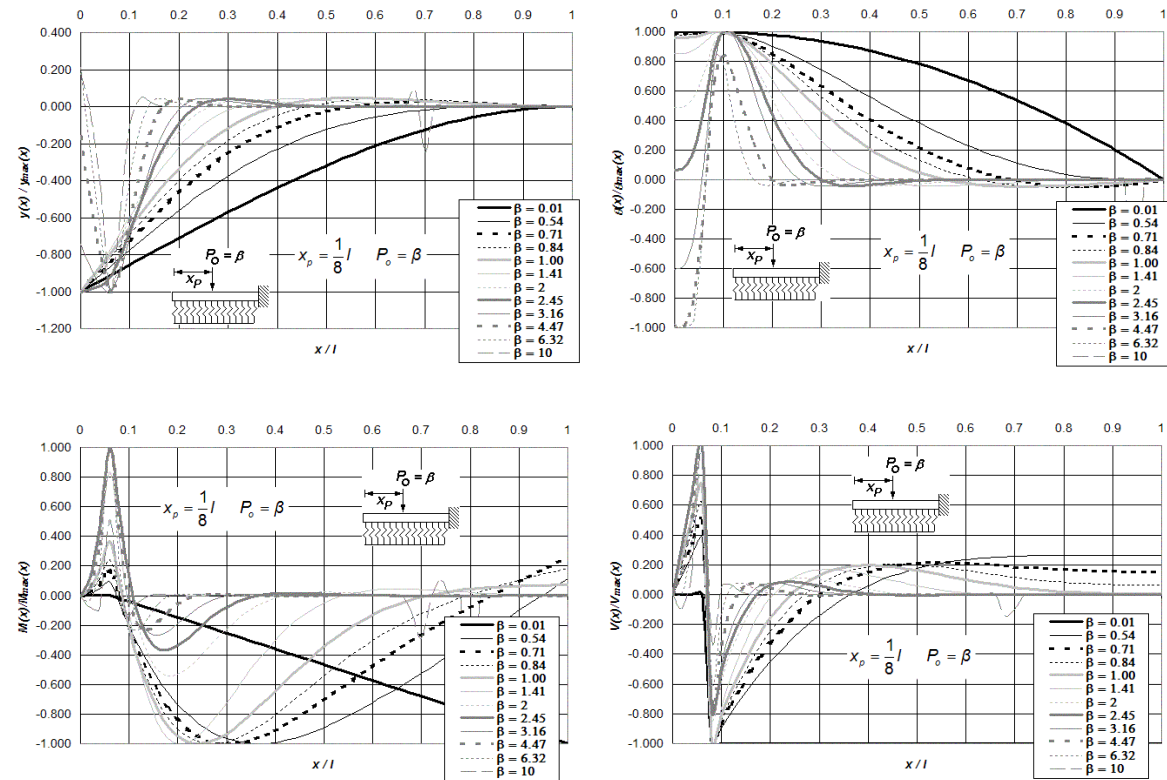 0 0.1 0.2 0.3 0.4 0.5 0.6 0.7 0.8 0.9 1
0.400
0.200
0.000
-0.200
-0.400
-0.600
-0.800
-1.000
-1.200
y(x)/ ymax(x)
x / l
P₀ = β
xₚ
xₚ = 1/8 l P₀ = β
β = 0.01
β = 0.54
β = 0.71
β = 0.84
β = 1.00
β = 1.41
β = 2
β = 2.45
β = 3.16
β = 4.47
β = 6.32
β = 10
0 0.1 0.2 0.3 0.4 0.5 0.6 0.7 0.8 0.9 1
1.000
0.800
0.600
0.400
0.200
0.000
-0.200
-0.400
-0.600
-0.800
-1.000
x / l
P₀ = β
xₚ
xₚ = 1/8 l P₀ = β
β = 0.01
β = 0.54
β = 0.71
β = 0.84
β = 1.00
β = 1.41
β = 2
β = 2.45
β = 3.16
β = 4.47
β = 6.32
β = 10
0 0.1 0.2 0.3 0.4 0.5 0.6 0.7 0.8 0.9 1
1.000
0.800
0.600
0.400
0.200
0.000
-0.200
-0.400
-0.600
-0.800
-1.000
M(x)/Mmax(x)
x / l
xₚ = 1/8 l P₀ = β
P₀ = β
xₚ
β = 0.01
β = 0.54
β = 0.71
β = 0.84
β = 1.00
β = 1.41
β = 2
β = 2.45
β = 3.16
β = 4.47
β = 6.32
β = 10
0 0.1 0.2 0.3 0.4 0.5 0.6 0.7 0.8 0.9 1
1.000
0.800
0.600
0.400
0.200
0.000
-0.200
-0.400
-0.600
-0.800
-1.000
V(x)/Vmax(x)
x / l
P₀ = β
xₚ
xₚ = 1/8 l P₀ = β
β = 0.01
β = 0.54
β = 0.71
β = 0.84
β = 1.00
β = 1.41
β = 2
β = 2.45
β = 3.16
β = 4.47
β = 6.32
β = 10